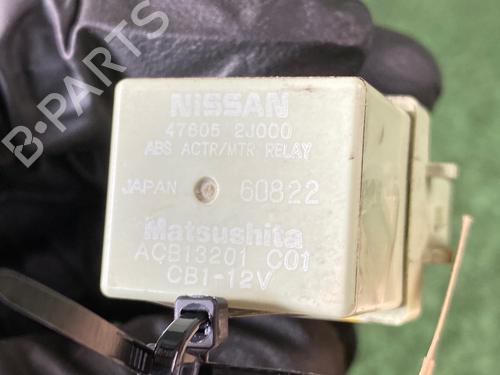 B-PARTS
NISSAN
47605 2J000
ABS ACTR/MTR RELAY
JAPAN 60822
Matsushita
ACB13201 C01
CB1-12V